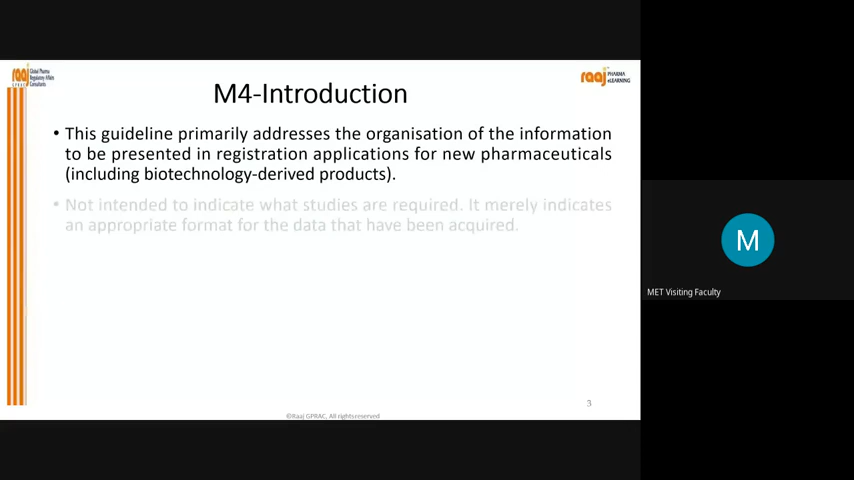 raaj
Global Pharma
Regulatory Affairs
Consultants
GPRAC
raaj PHARMA
eLEARNING
M4-Introduction
• This guideline primarily addresses the organisation of the information
to be presented in registration applications for new pharmaceuticals
(including biotechnology-derived products).
• Not intended to indicate what studies are required. It merely indicates
an appropriate format for the data that have been acquired.
M
MET Visiting Faculty
3
©Raaj GPRAC, All rights reserved